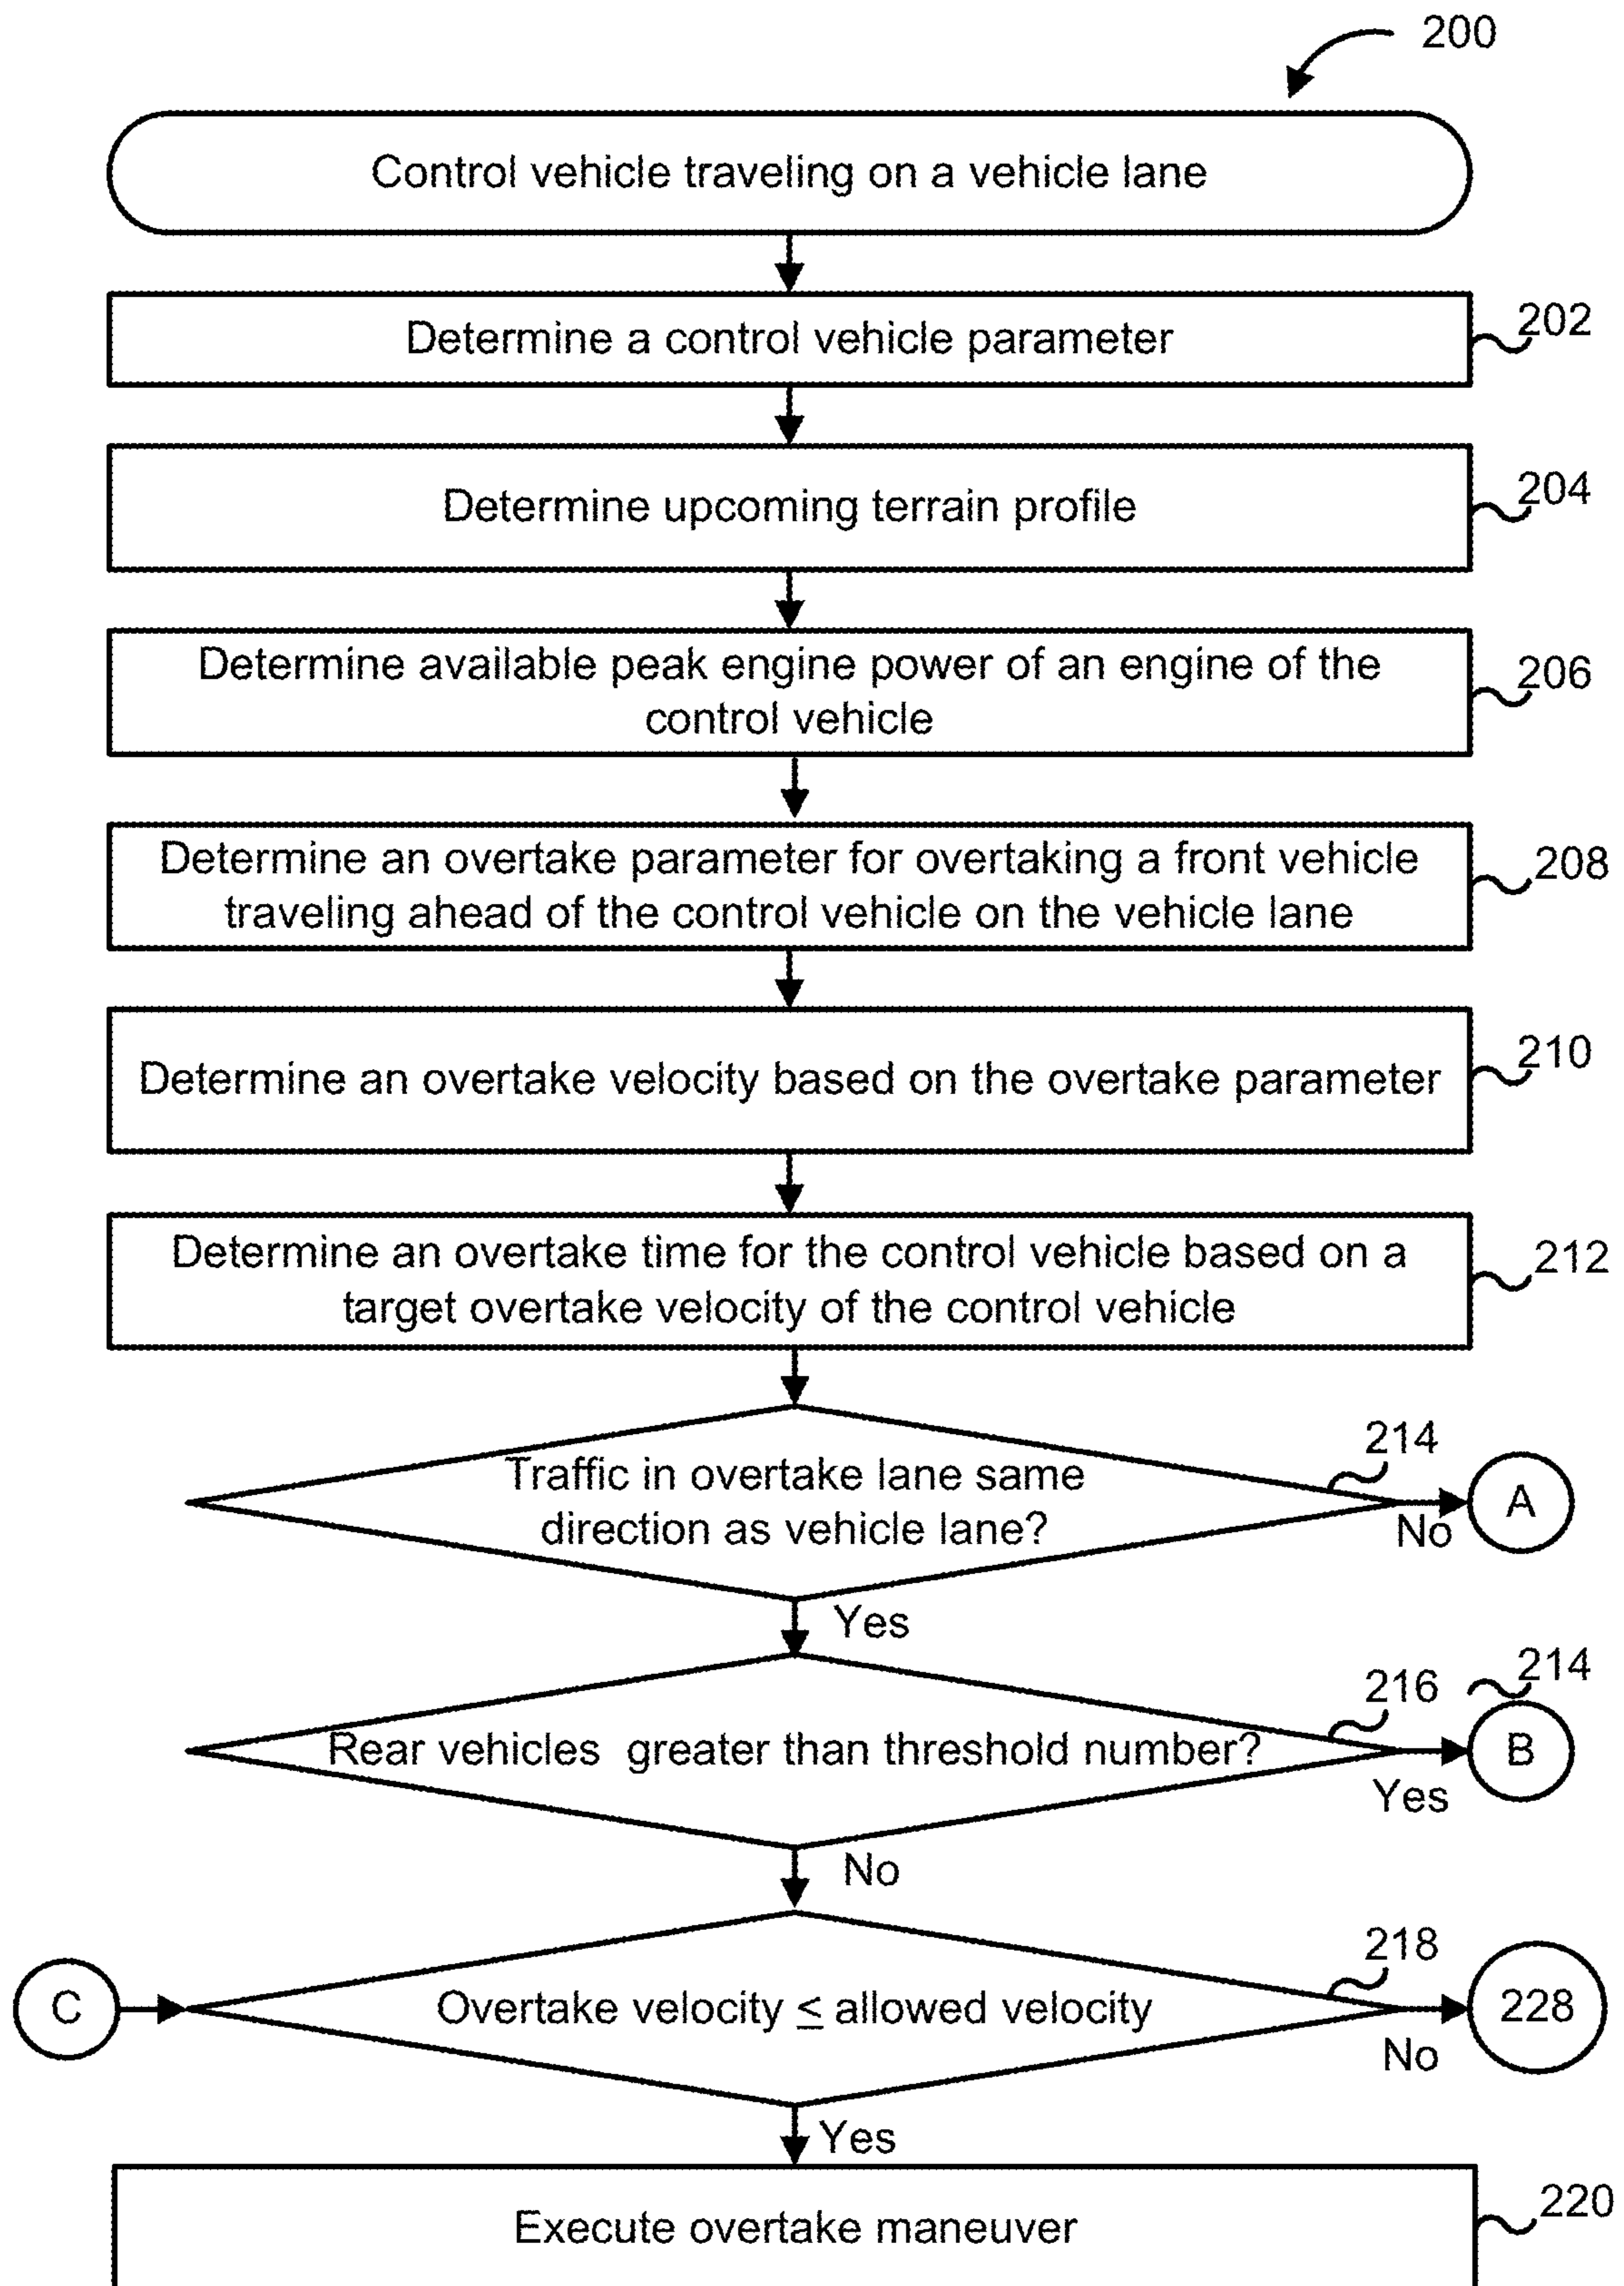 200
Control vehicle traveling on a vehicle lane
Determine a control vehicle parameter
202
Determine upcoming terrain profile
204
Determine available peak engine power of an engine of the
control vehicle
206
Determine an overtake parameter for overtaking a front vehicle
traveling ahead of the control vehicle on the vehicle lane
208
Determine an overtake velocity based on the overtake parameter
210
Determine an overtake time for the control vehicle based on a
target overtake velocity of the control vehicle
212
Traffic in overtake lane same
direction as vehicle lane?
214
A
No
Yes
Rear vehicles greater than threshold number?
216
214
B
Yes
No
C
Overtake velocity ≤ allowed velocity
218
228
No
Yes
Execute overtake maneuver
220